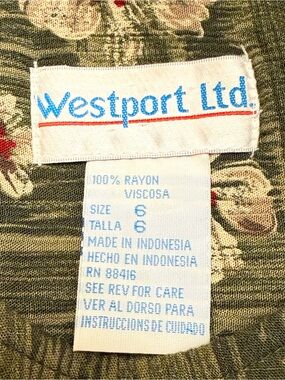 Westport Ltd.
100% RAYON
VISCOSA
SIZE 6
TALLA 6
MADE IN INDONESIA
HECHO EN INDONESIA
RN 88416
SEE REV FOR CARE
VER AL DORSO PARA
INSTRUCCIONS DE CUIDADO